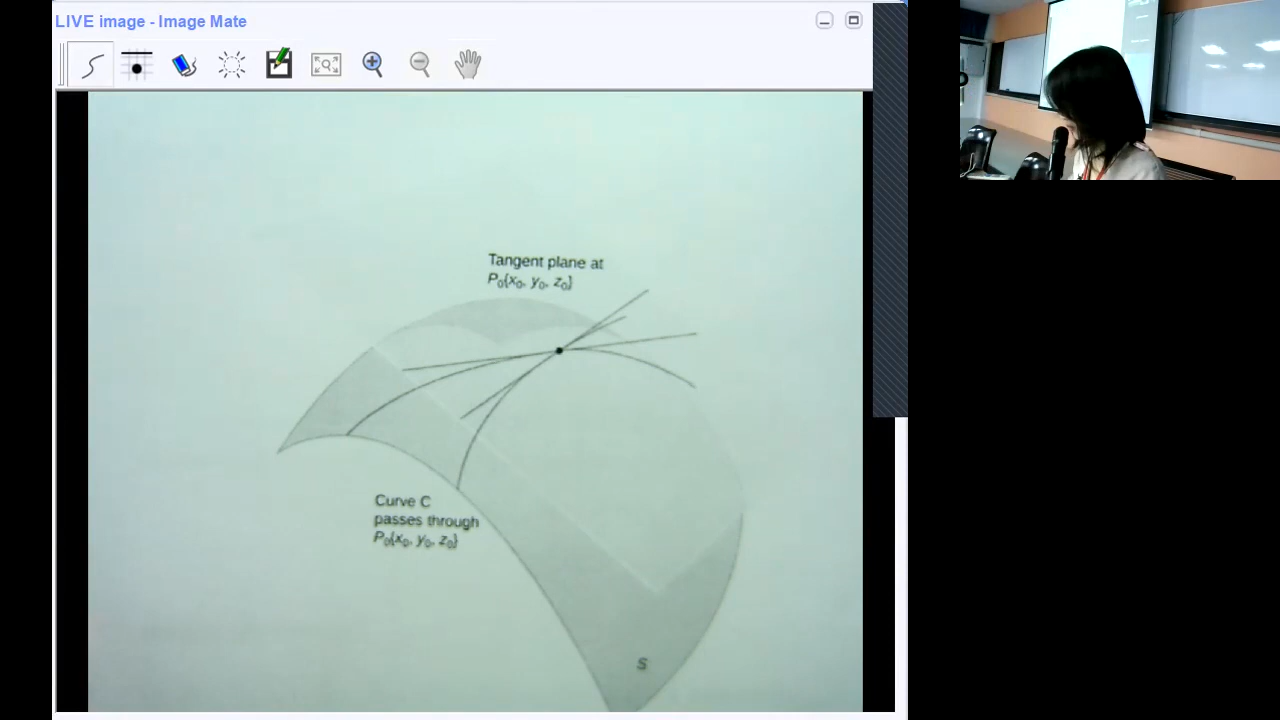 LIVE image - Image Mate
Tangent plane at
P₀{x₀, y₀, z₀}
Curve C
passes through
P₀{x₀, y₀, z₀}
S